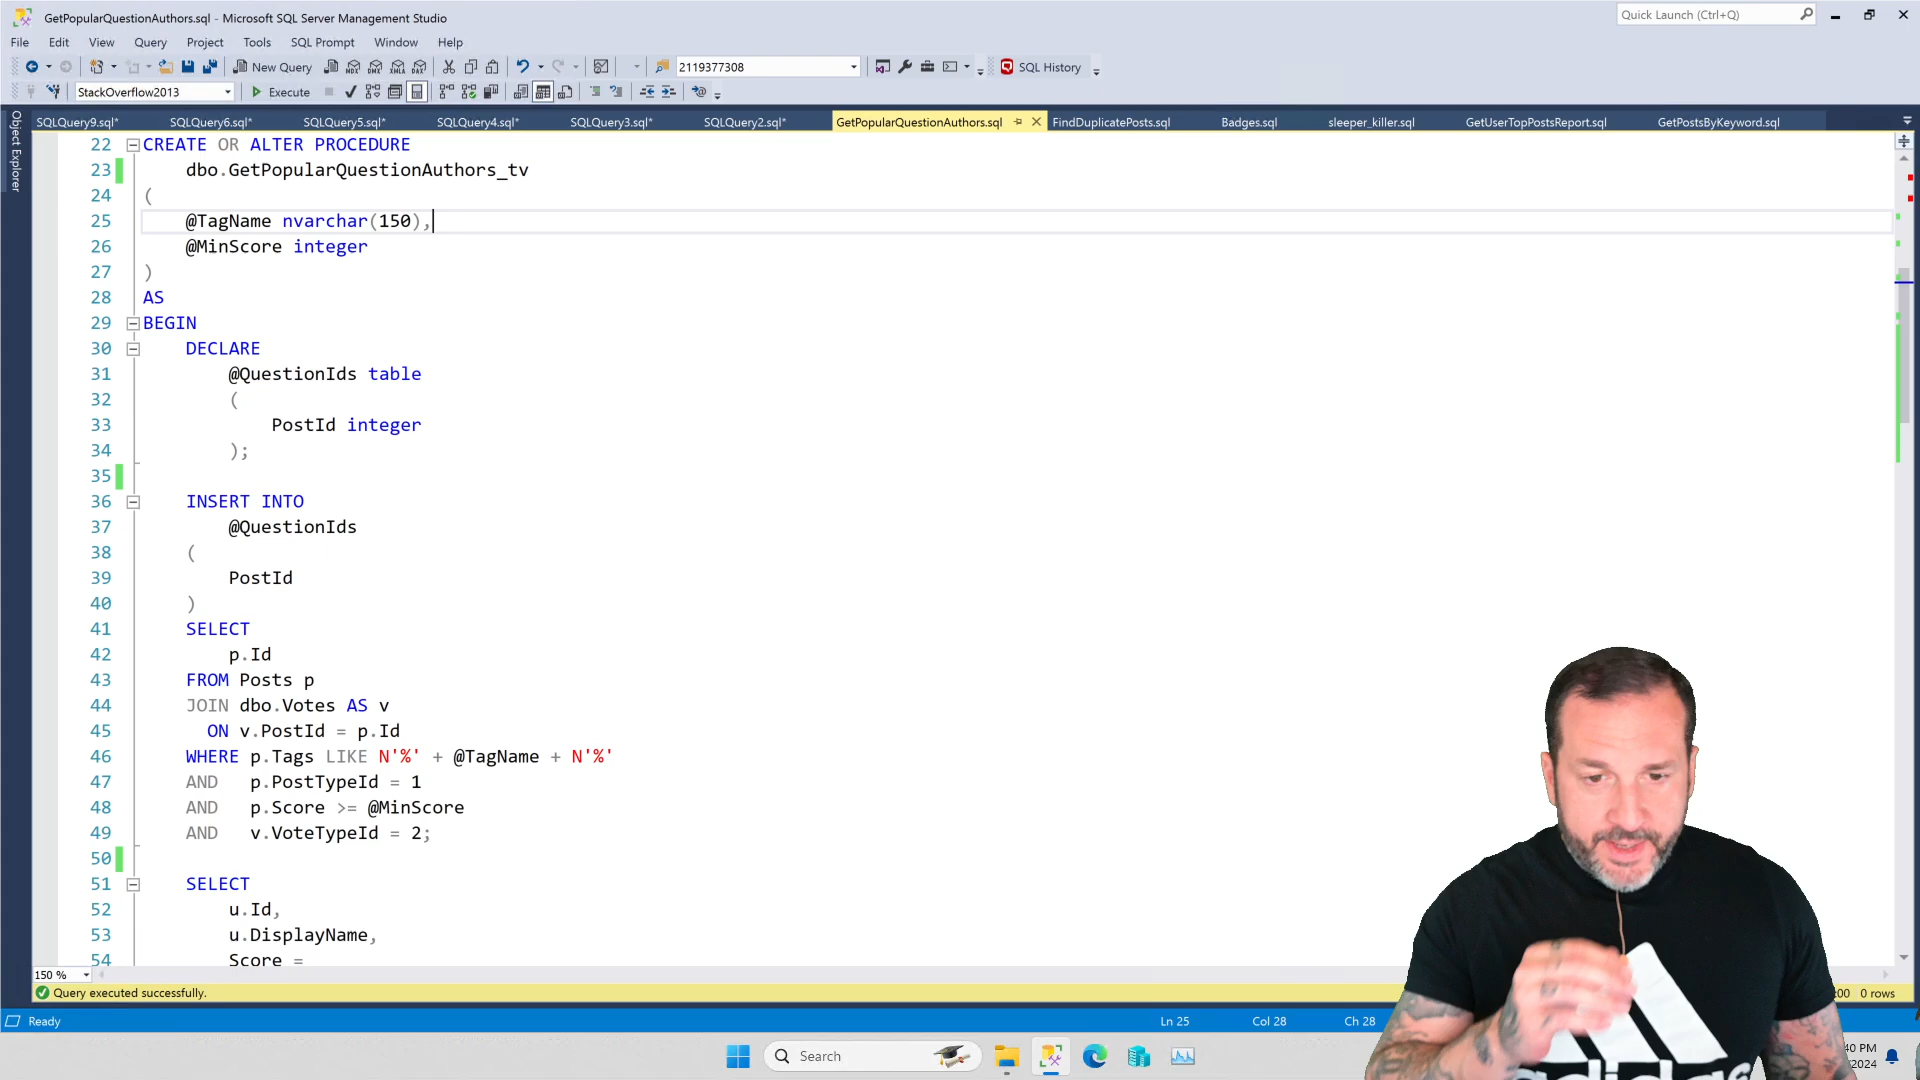 GetPopularQuestionAuthors.sql - Microsoft SQL Server Management Studio
Quick Launch (Ctrl+Q)
File Edit View Query Project Tools SQL Prompt Window Help
New Query 2119377308 SQL History
StackOverflow2013 Execute
SQLQuery9.sql* SQLQuery6.sql* SQLQuery5.sql* SQLQuery4.sql* SQLQuery3.sql* SQLQuery2.sql* GetPopularQuestionAuthors.sql FindDuplicatePosts.sql Badges.sql sleeper_killer.sql GetUserTopPostsReport.sql GetPostsByKeyword.sql
Object Explorer
22 CREATE OR ALTER PROCEDURE
23 dbo.GetPopularQuestionAuthors_tv
24 (
25 @TagName nvarchar(150),
26 @MinScore integer
27 )
28 AS
29 BEGIN
30 DECLARE
31 @QuestionIds table
32 (
33 PostId integer
34 );
35
36 INSERT INTO
37 @QuestionIds
38 (
39 PostId
40 )
41 SELECT
42 p.Id
43 FROM Posts p
44 JOIN dbo.Votes AS v
45 ON v.PostId = p.Id
46 WHERE p.Tags LIKE N'%' + @TagName + N'%'
47 AND p.PostTypeId = 1
48 AND p.Score >= @MinScore
49 AND v.VoteTypeId = 2;
50
51 SELECT
52 u.Id,
53 u.DisplayName,
54 Score =
150 %
Query executed successfully. :00 0 rows
Ready Ln 25 Col 28 Ch 28
Search
:40 PM
/2024
adidas